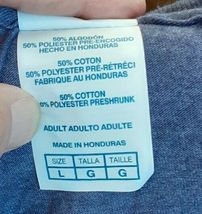 50% ALGODÓN
50% POLIESTER PRE-ENCOGIDO
HECHO EN HONDURAS
50% COTON
50% POLYESTER PRÉ-RÉTRÉCI
FABRIQUE AU HONDURAS
50% COTTON
50% POLYESTER PRESHRUNK
ADULT ADULTO ADULTE
MADE IN HONDURAS
SIZE TALLA TAILLE
L G G